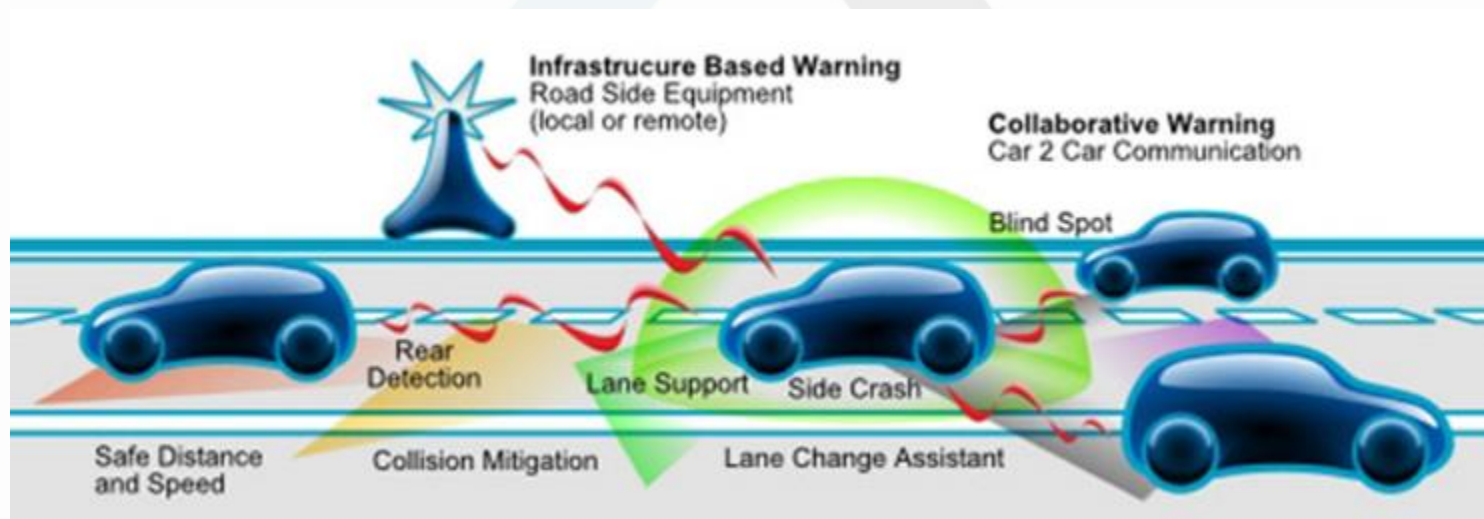 Infrastrucure Based Warning
Road Side Equipment
(local or remote)
Collaborative Warning
Car 2 Car Communication
Blind Spot
Rear
Detection
Lane Support
Side Crash
Safe Distance
and Speed
Collision Mitigation
Lane Change Assistant